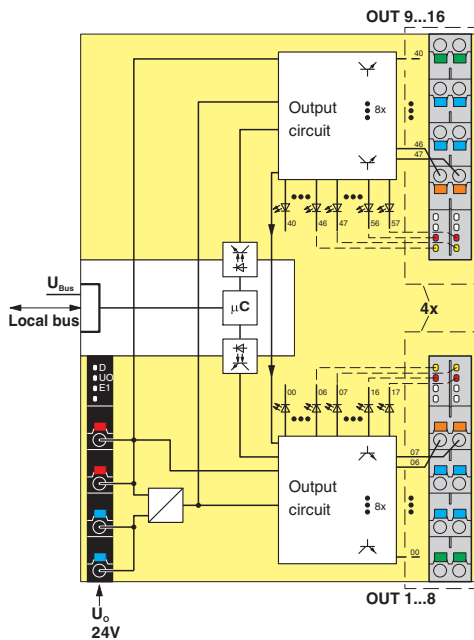 OUT 9...16
40
Output
circuit
8x
46
47
40 46 47 56 57
U Bus
µC
Local bus
4x
D
UO
E1
00 06 07 16 17
07
06
Output
circuit
8x
00
OUT 1...8
Uo
24V